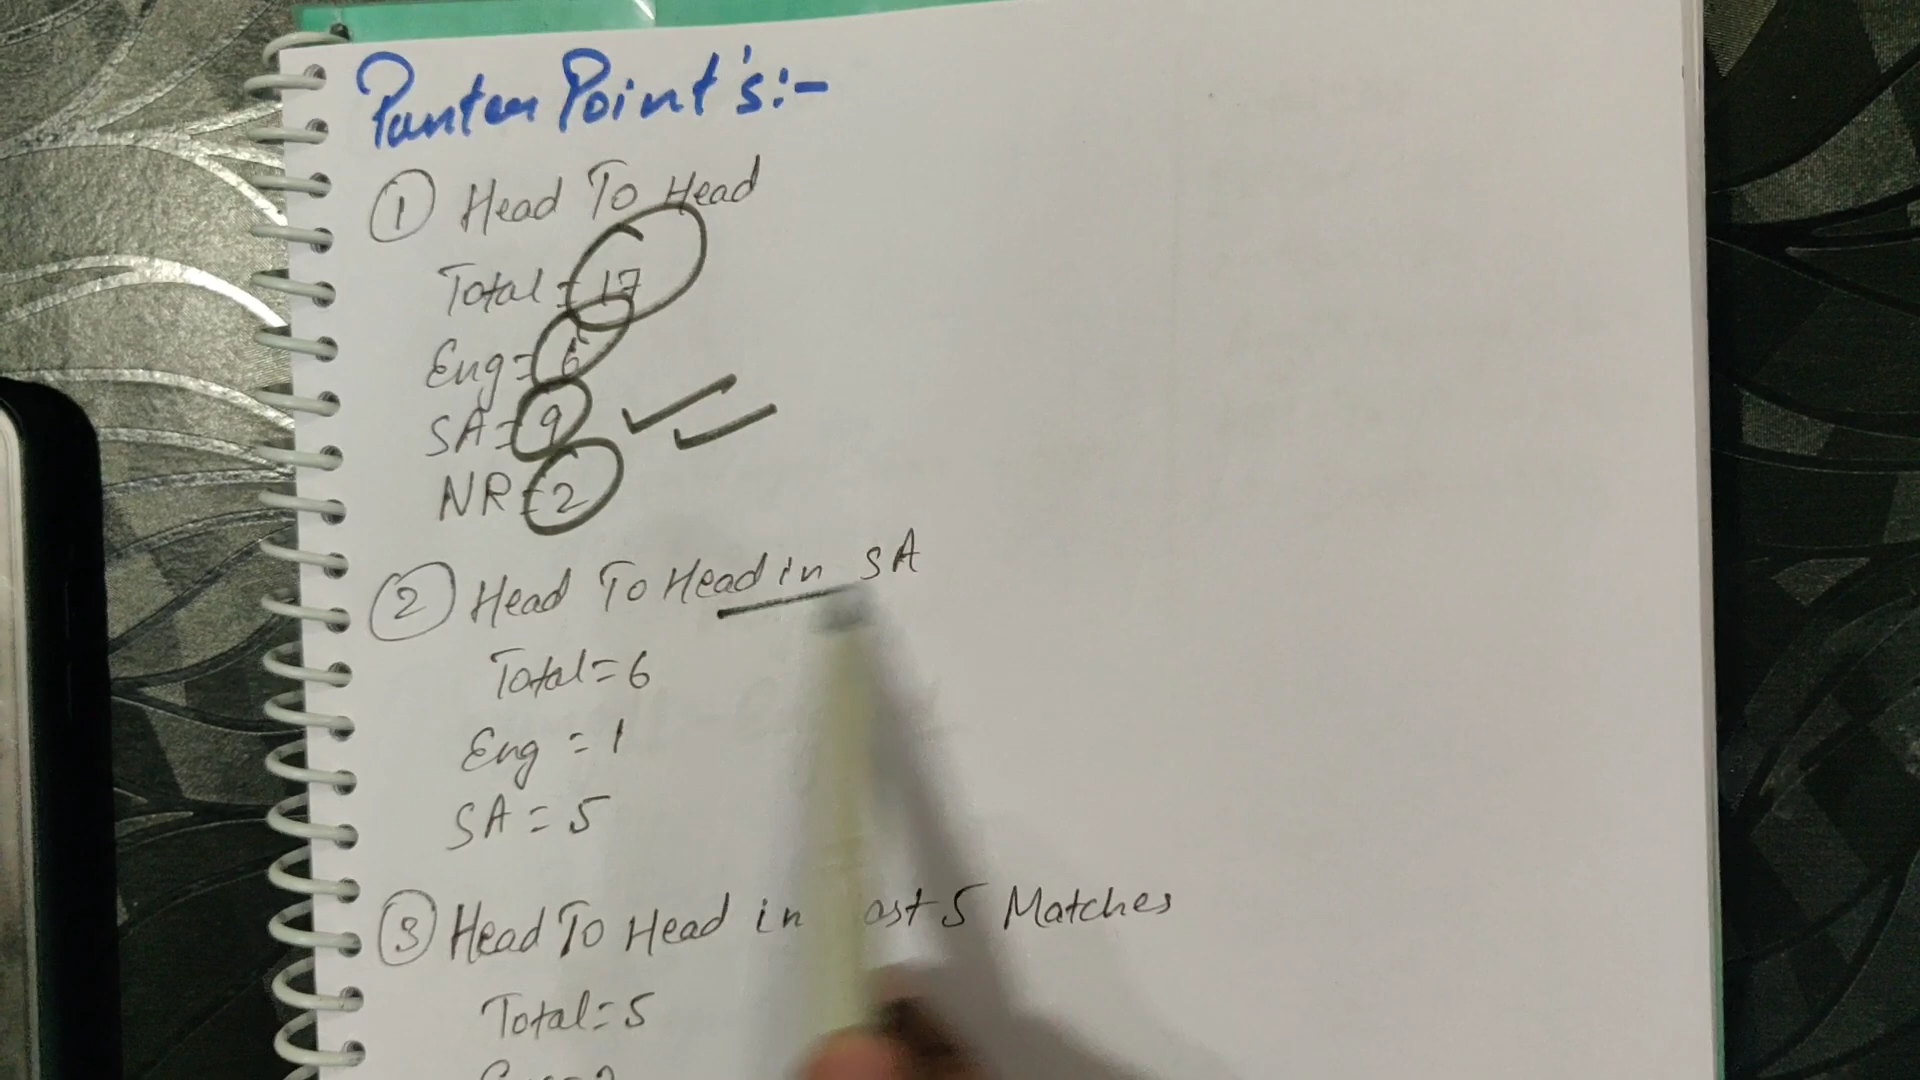 Punter Point's:-
① Head To Head
Total = 17
Eng = 6
SA = 9
NR = 2
② Head To Head in SA
Total = 6
Eng = 1
SA = 5
③ Head To Head in ast 5 Matches
Total = 5